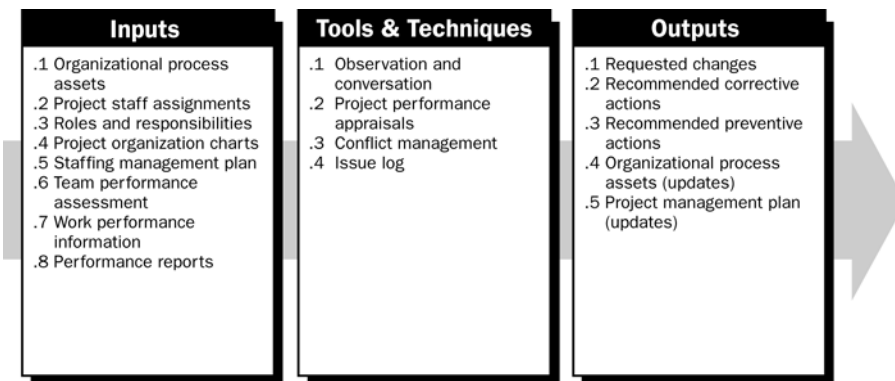 Inputs
.1 Organizational process
assets
.2 Project staff assignments
.3 Roles and responsibilities
.4 Project organization charts
.5 Staffing management plan
.6 Team performance
assessment
.7 Work performance
information
.8 Performance reports
Tools & Techniques
.1 Observation and
conversation
.2 Project performance
appraisals
.3 Conflict management
.4 Issue log
Outputs
.1 Requested changes
.2 Recommended corrective
actions
.3 Recommended preventive
actions
.4 Organizational process
assets (updates)
.5 Project management plan
(updates)